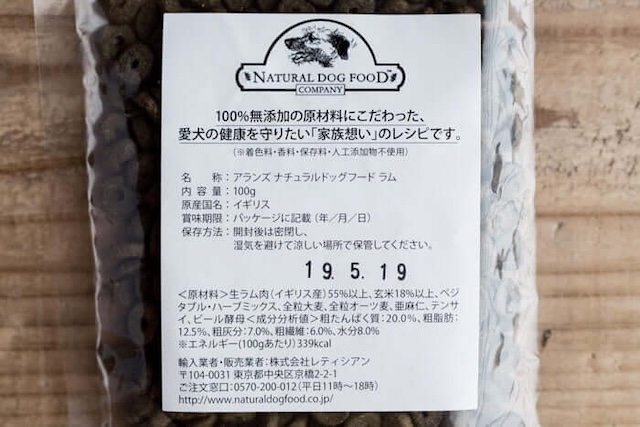 NATURAL DOG FOOD™
COMPANY
100%無添加の原材料にこだわった、
愛犬の健康を守りたい「家族想い」のレシピです。
(※着色料・香料・保存料・人工添加物不使用)
名　称：アランズ ナチュラルドッグフード ラム
内 容 量：100g
原産国名：イギリス
賞味期限：パッケージに記載 (年／月／日)
保存方法：開封後は密閉し、
湿気を避けて涼しい場所で保管してください。
19.5.19
＜原材料＞生ラム肉（イギリス産）55%以上、玄米18%以上、ベジ
タブル・ハーブミックス、全粒大麦、全粒オーツ麦、亜麻仁、テンサ
イ、ビール酵母＜成分分析値＞粗たんぱく質：20.0%、粗脂肪：
12.5%、粗灰分：7.0%、粗繊維：6.0%、水分8.0%
※エネルギー(100gあたり) 339kcal
輸入業者・販売業者：株式会社レティシアン
〒104-0031 東京都中央区京橋2-2-1
ご注文窓口：0570-200-012（平日11時〜18時）
http://www.naturaldogfood.co.jp/